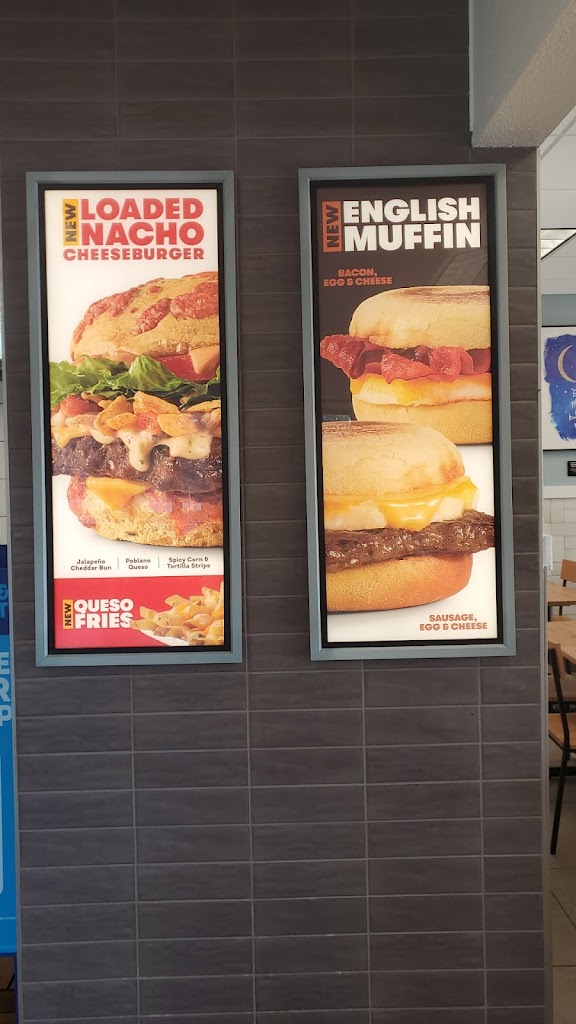 NEW
LOADED
NACHO
CHEESEBURGER
Jalapeño
Cheddar Bun
Poblano
Queso
Spicy Corn &
Tortilla Strips
NEW
QUESO
FRIES
NEW
ENGLISH
MUFFIN
BACON,
EGG & CHEESE
SAUSAGE,
EGG & CHEESE
&
T
E
R
P